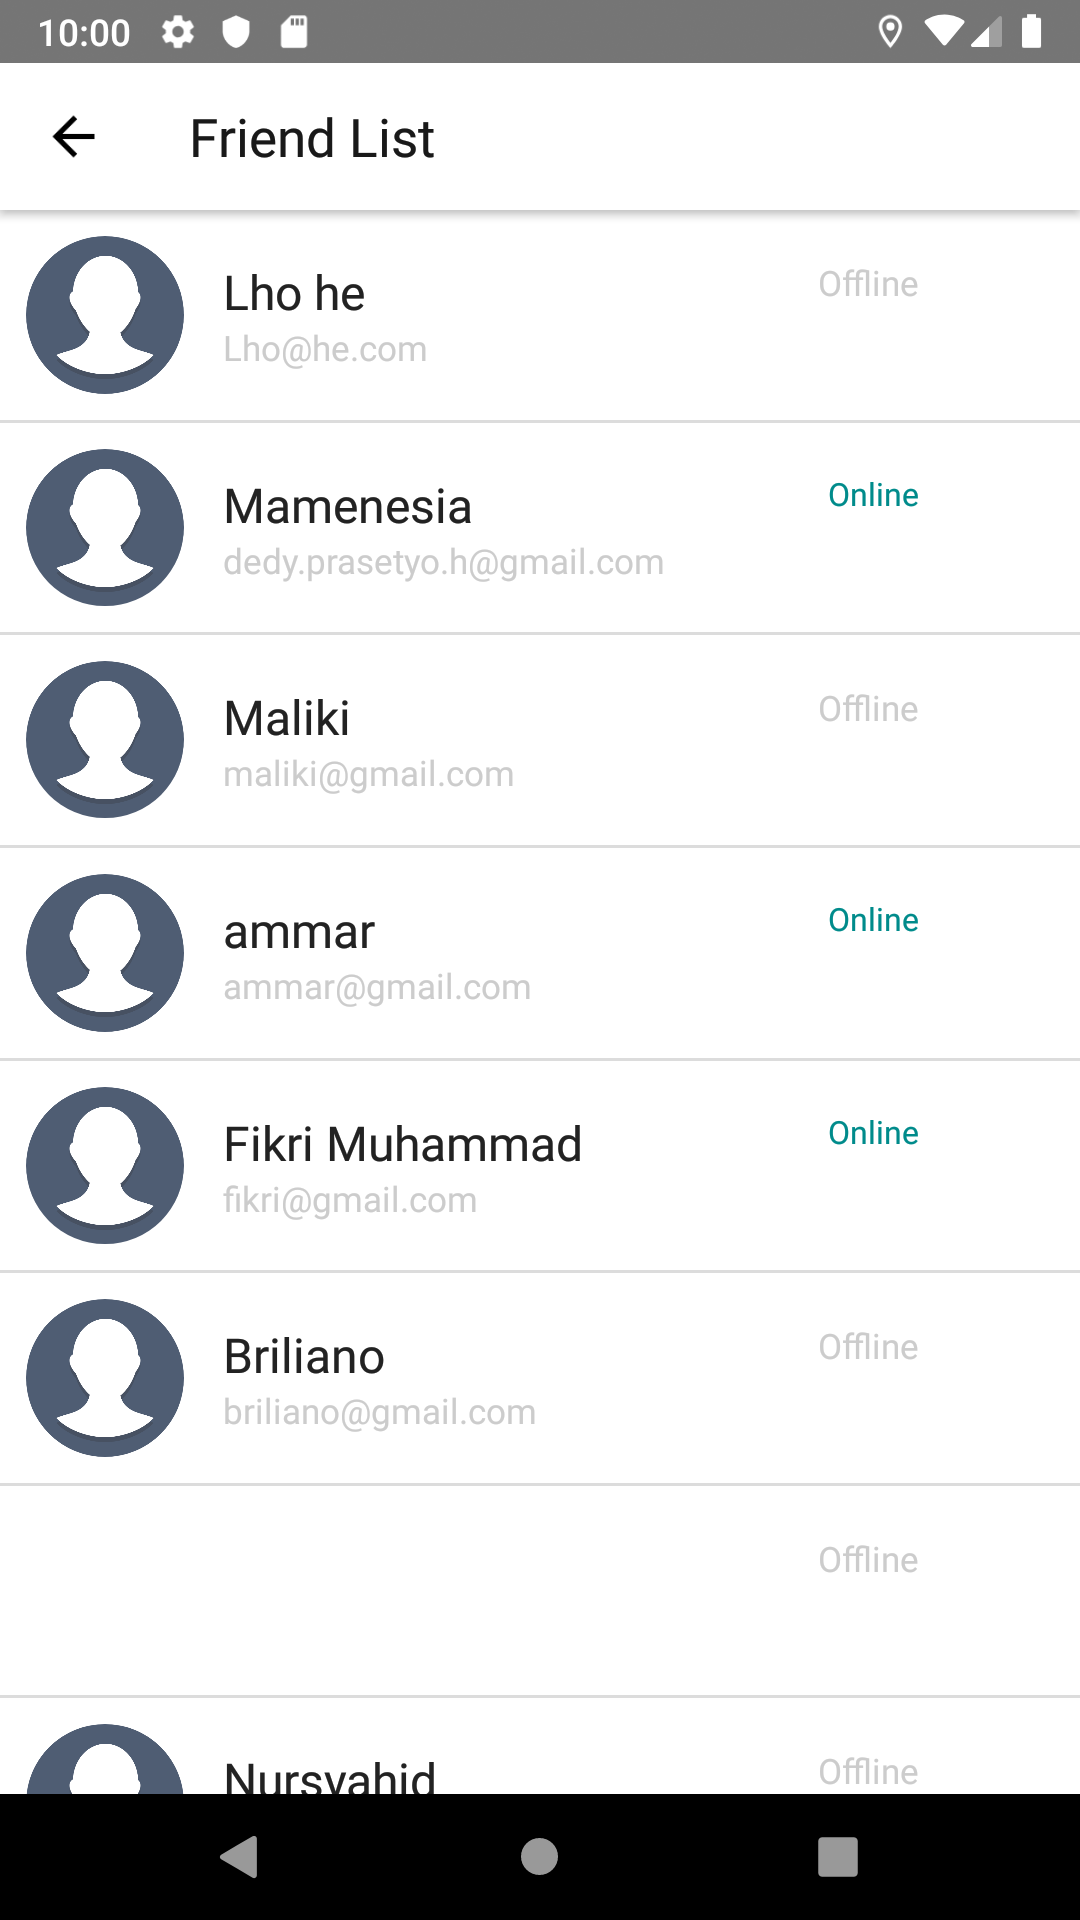 10:00
Friend List
Lho he
Offline
Lho@he.com
Mamenesia
Online
dedy.prasetyo.h@gmail.com
Maliki
Offline
maliki@gmail.com
ammar
Online
ammar@gmail.com
Fikri Muhammad
Online
fikri@gmail.com
Briliano
Offline
briliano@gmail.com
Offline
Nursyahid
Offline